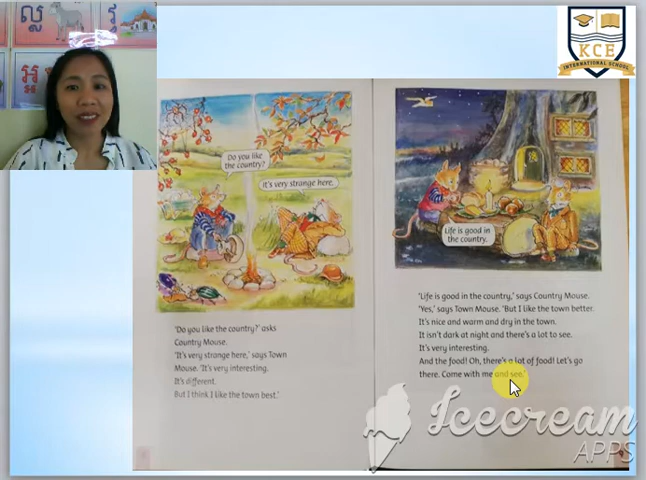 ល្ល
អ្ន
KCE
INTERNATIONAL SCHOOL
Do you like
the country?
It's very strange here.
Life is good in
the country.
'Do you like the country?' asks
Country Mouse.
'It's very strange here,' says Town
Mouse. 'It's very interesting.
It's different.
But I think I like the town best.'
'Life is good in the country,' says Country Mouse.
'Yes,' says Town Mouse. 'But I like the town better.
It's nice and warm and dry in the town.
It isn't dark at night and there's a lot to see.
It's very interesting.
And the food! Oh, there's a lot of food! Let's go
there. Come with me and see.'
Icecream
APPS